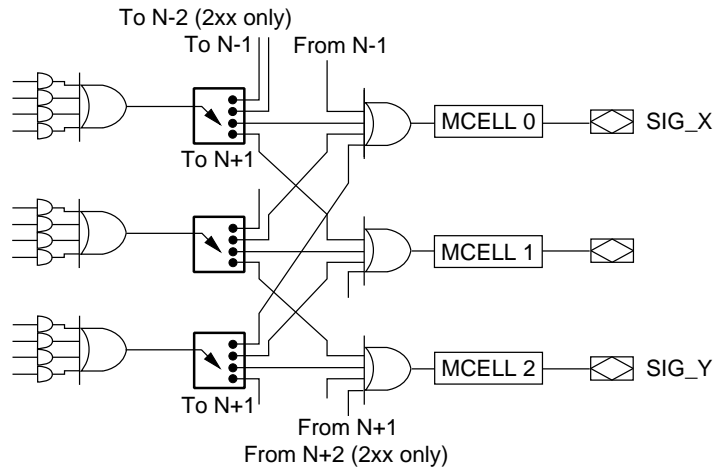 To N-2 (2xx only)
To N-1
From N-1
MCELL 0
SIG_X
To N+1
MCELL 1
MCELL 2
SIG_Y
To N+1
From N+1
From N+2 (2xx only)